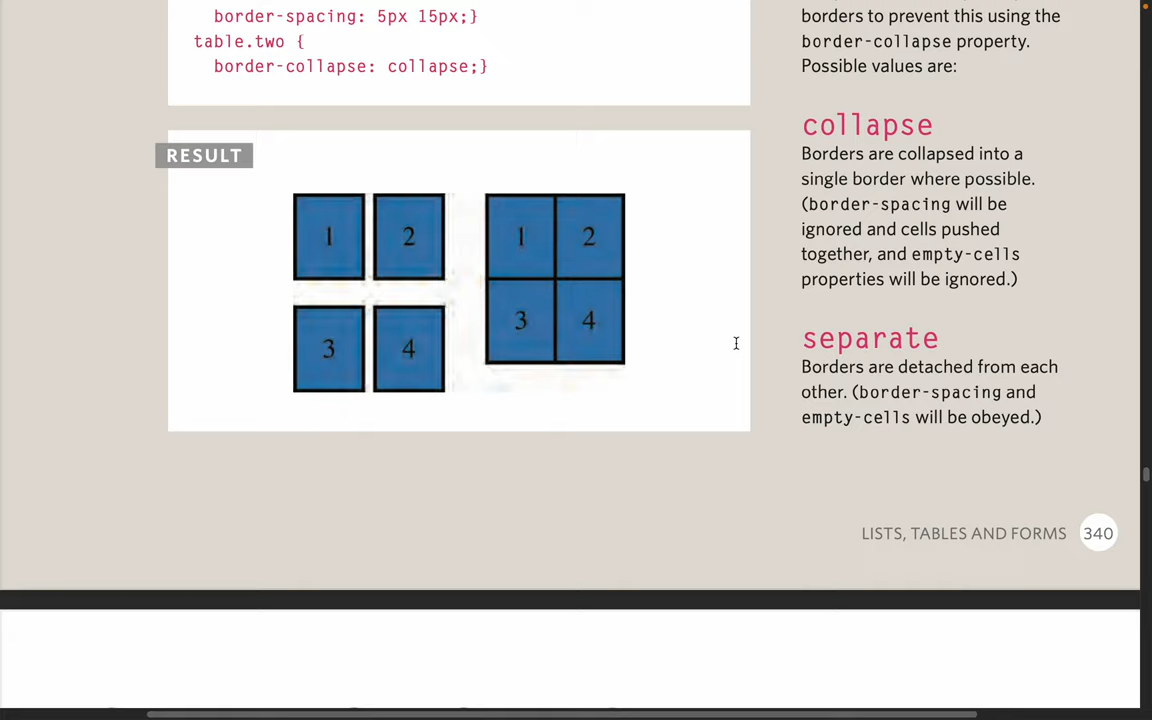 border-spacing: 5px 15px;}
table.two {
border-collapse: collapse;}
RESULT
1 2
3 4
1 2
3 4
borders to prevent this using the
border-collapse property.
Possible values are:
collapse
Borders are collapsed into a
single border where possible.
(border-spacing will be
ignored and cells pushed
together, and empty-cells
properties will be ignored.)
separate
Borders are detached from each
other. (border-spacing and
empty-cells will be obeyed.)
LISTS, TABLES AND FORMS 340